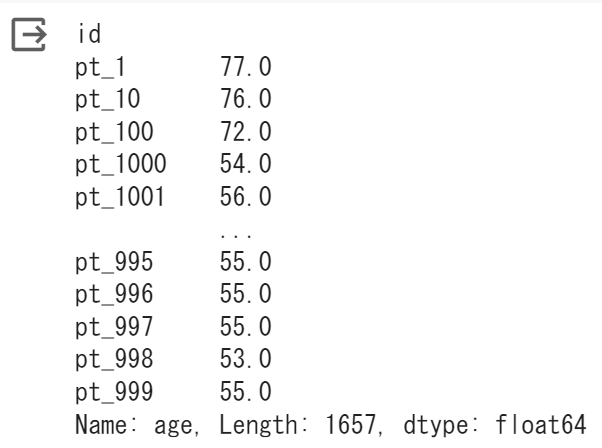 id
pt_1 77.0
pt_10 76.0
pt_100 72.0
pt_1000 54.0
pt_1001 56.0
...
pt_995 55.0
pt_996 55.0
pt_997 55.0
pt_998 53.0
pt_999 55.0
Name: age, Length: 1657, dtype: float64